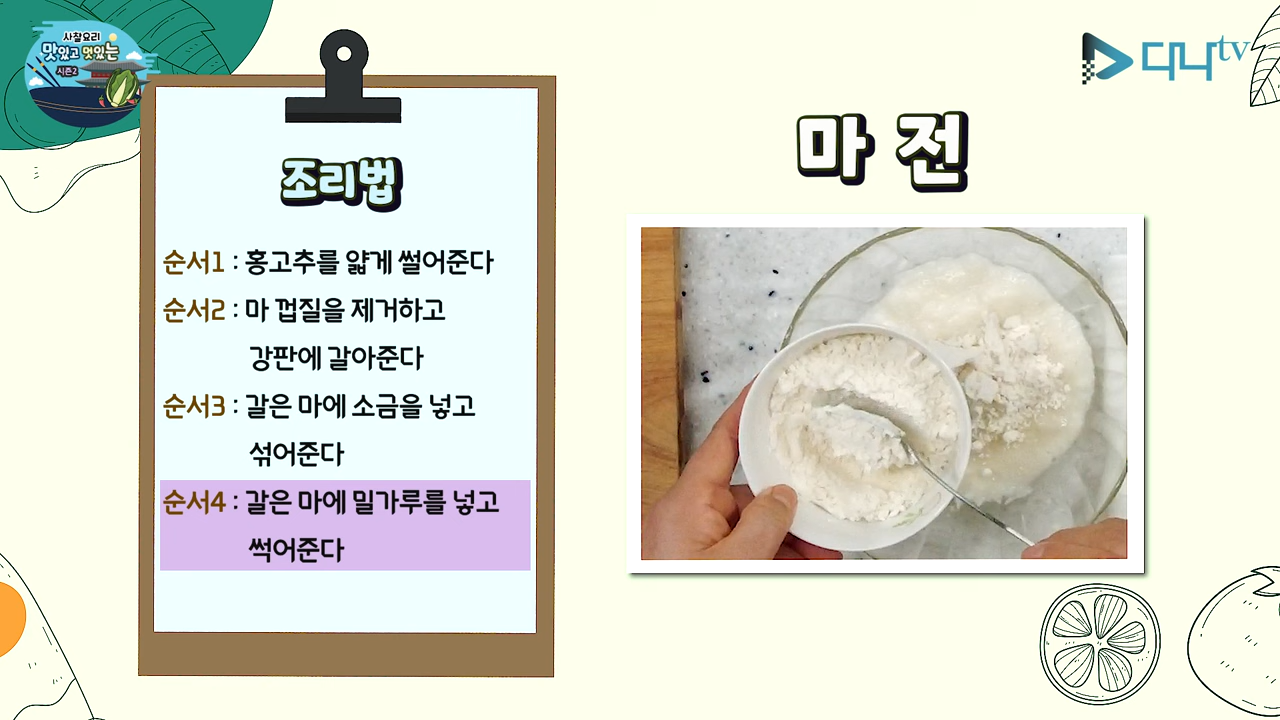 사찰요리
맛있고 멋있는
시즌2
디니tv
마 전
조리법
순서1 : 홍고추를 얇게 썰어준다
순서2 : 마 껍질을 제거하고
강판에 갈아준다
순서3 : 갈은 마에 소금을 넣고
섞어준다
순서4 : 갈은 마에 밀가루를 넣고
썩어준다